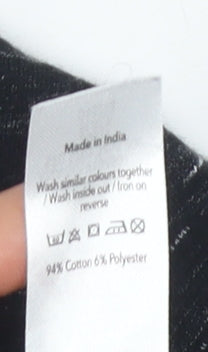 Made in India
Wash similar colours together
/ Wash inside out / Iron on
reverse
94% Cotton 6% Polyester